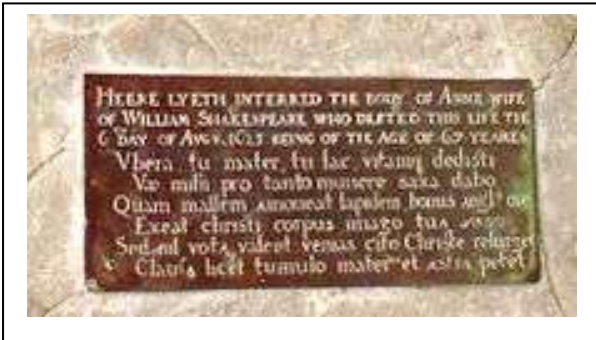 HEERE LYETH INTERRED THE BODY OF ANNE WIFE
OF WILLIAM SHAKESPEARE WHO DEPTED THIS LIFE THE
6 DAY OF AVGV: 1623 BEING OF THE AGE OF 67 YEARES
Vbera, tu mater, tu lac vitamq dedisti
Væ mihi pro tanto munere saxa dabo
Quam mallem amoueat lapidem bonus
Exeat christi corpus imago tua
Sed nil vota valent venias cito Christe
Clausa licet tumulo mater et astra petet